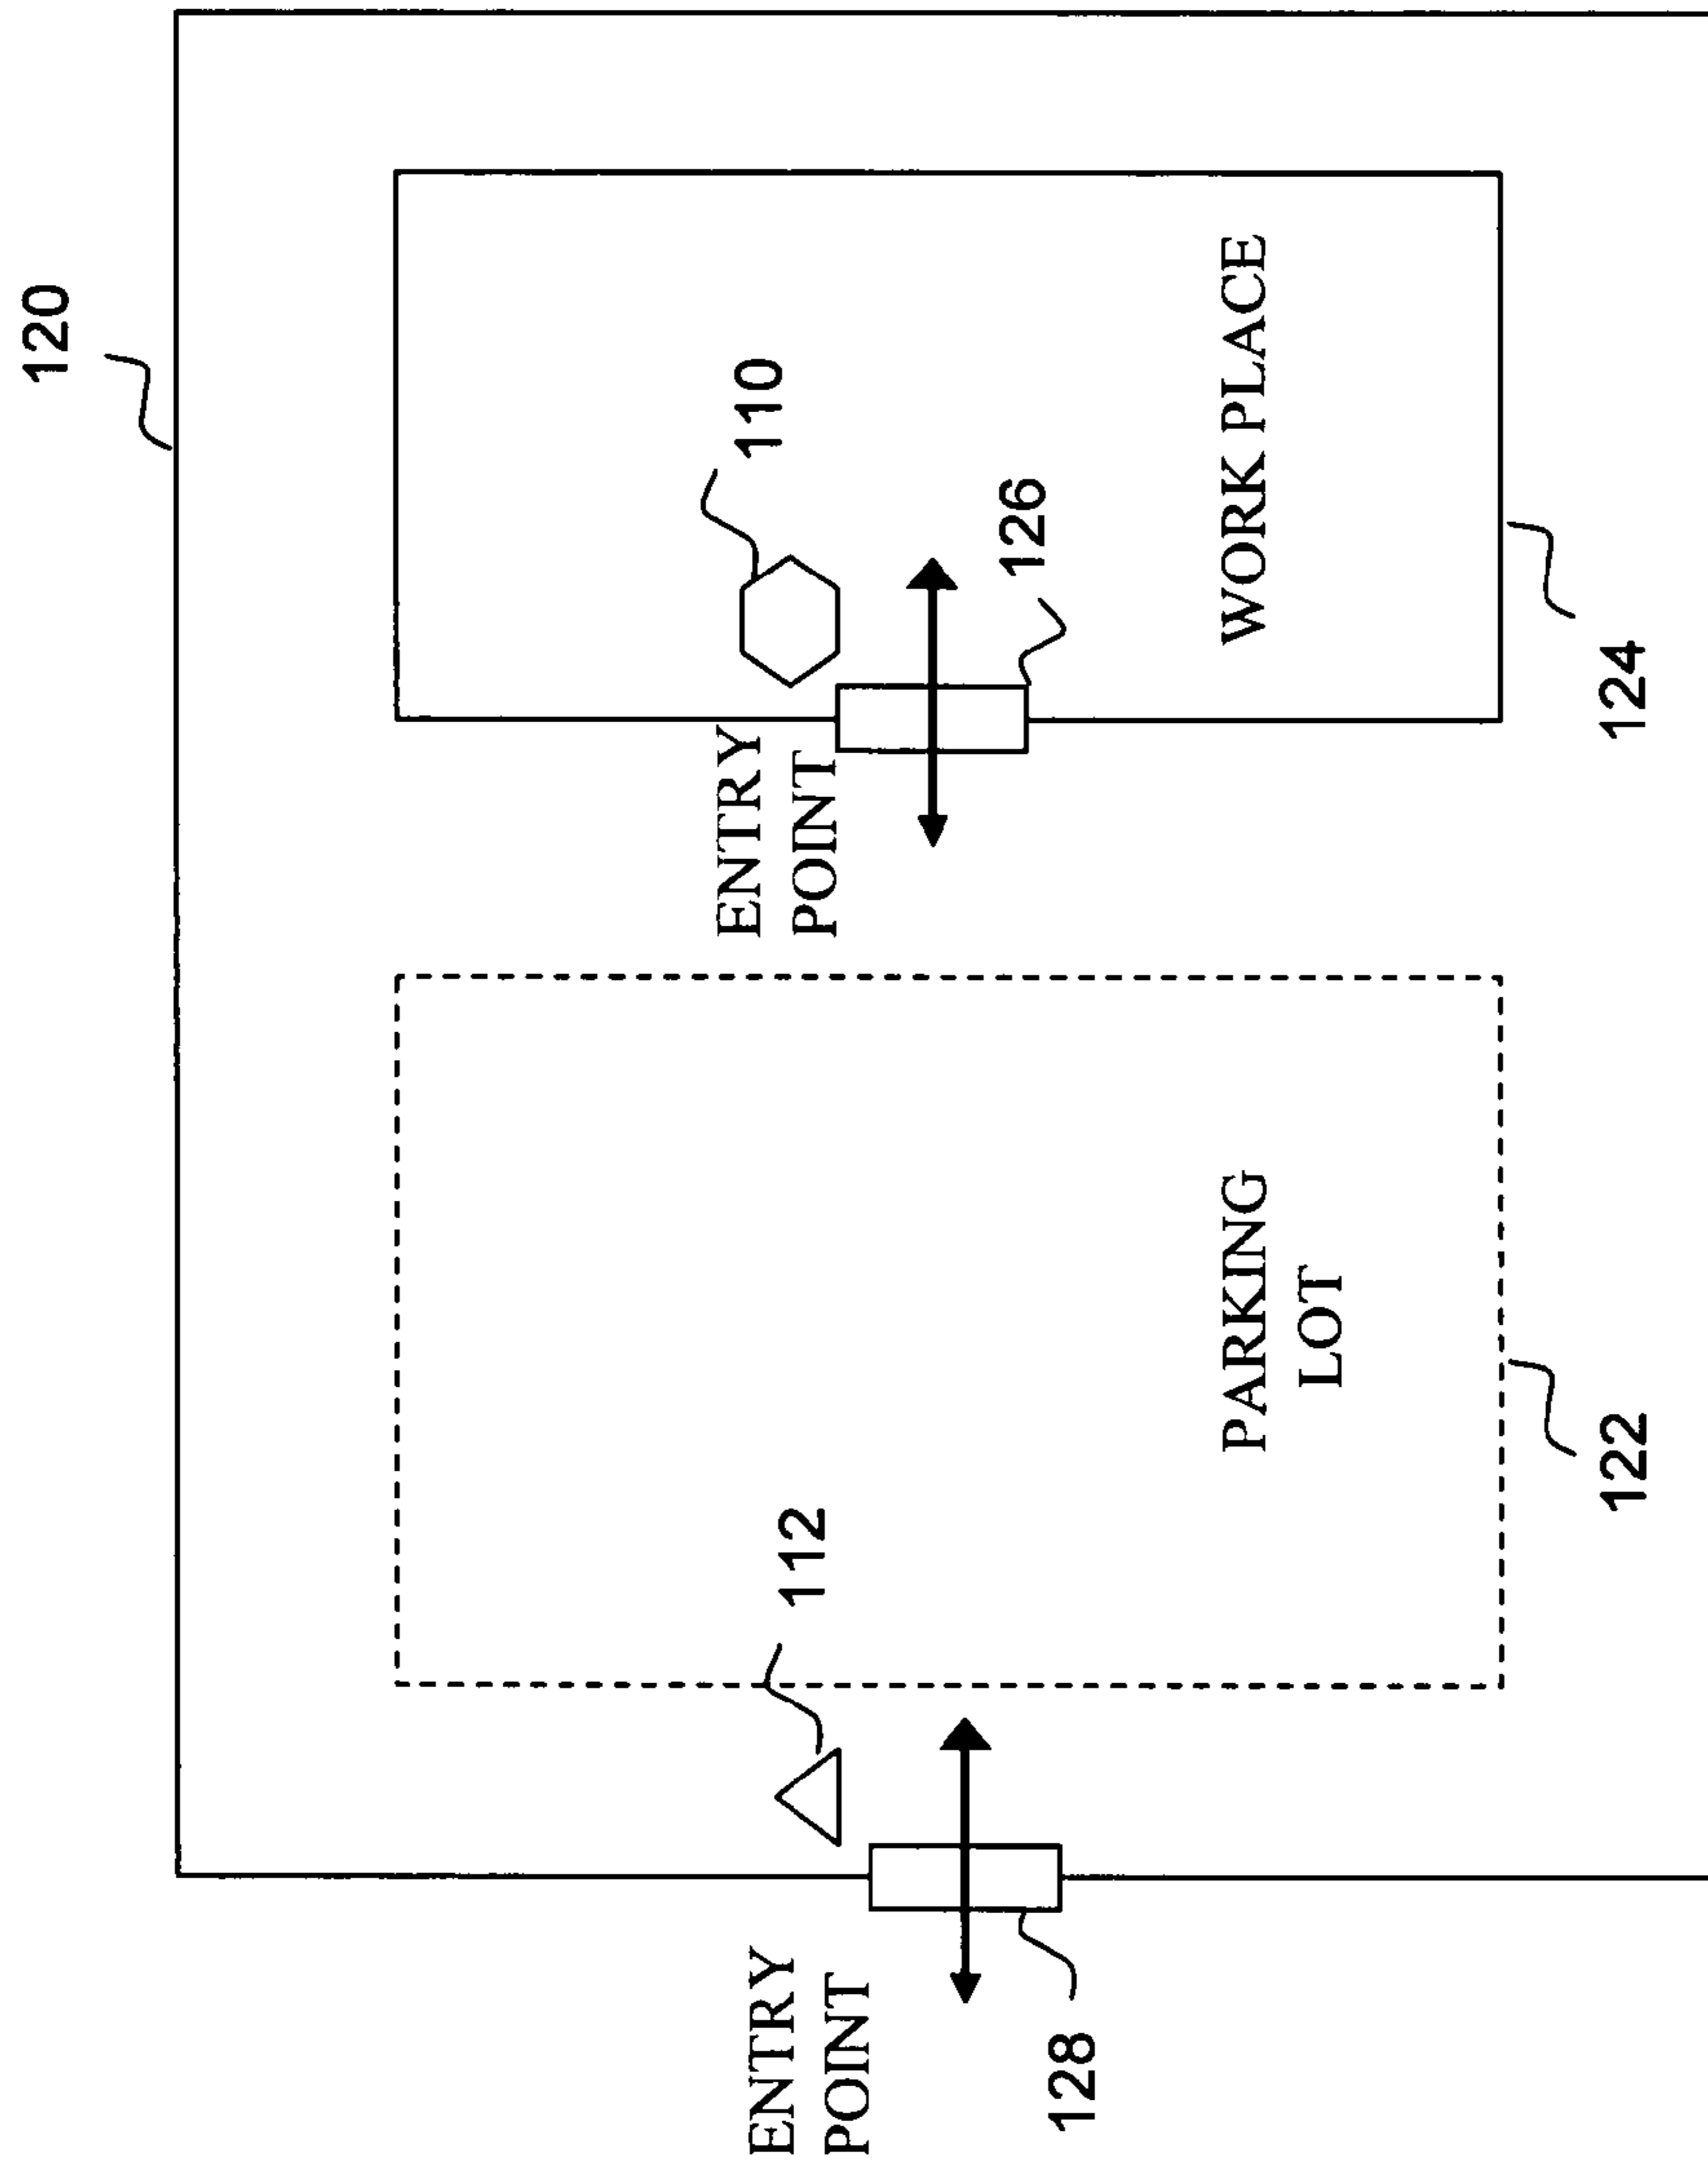 120
ENTRY
POINT
112
ENTRY
POINT
110
128
126
PARKING
LOT
WORK PLACE
122
124